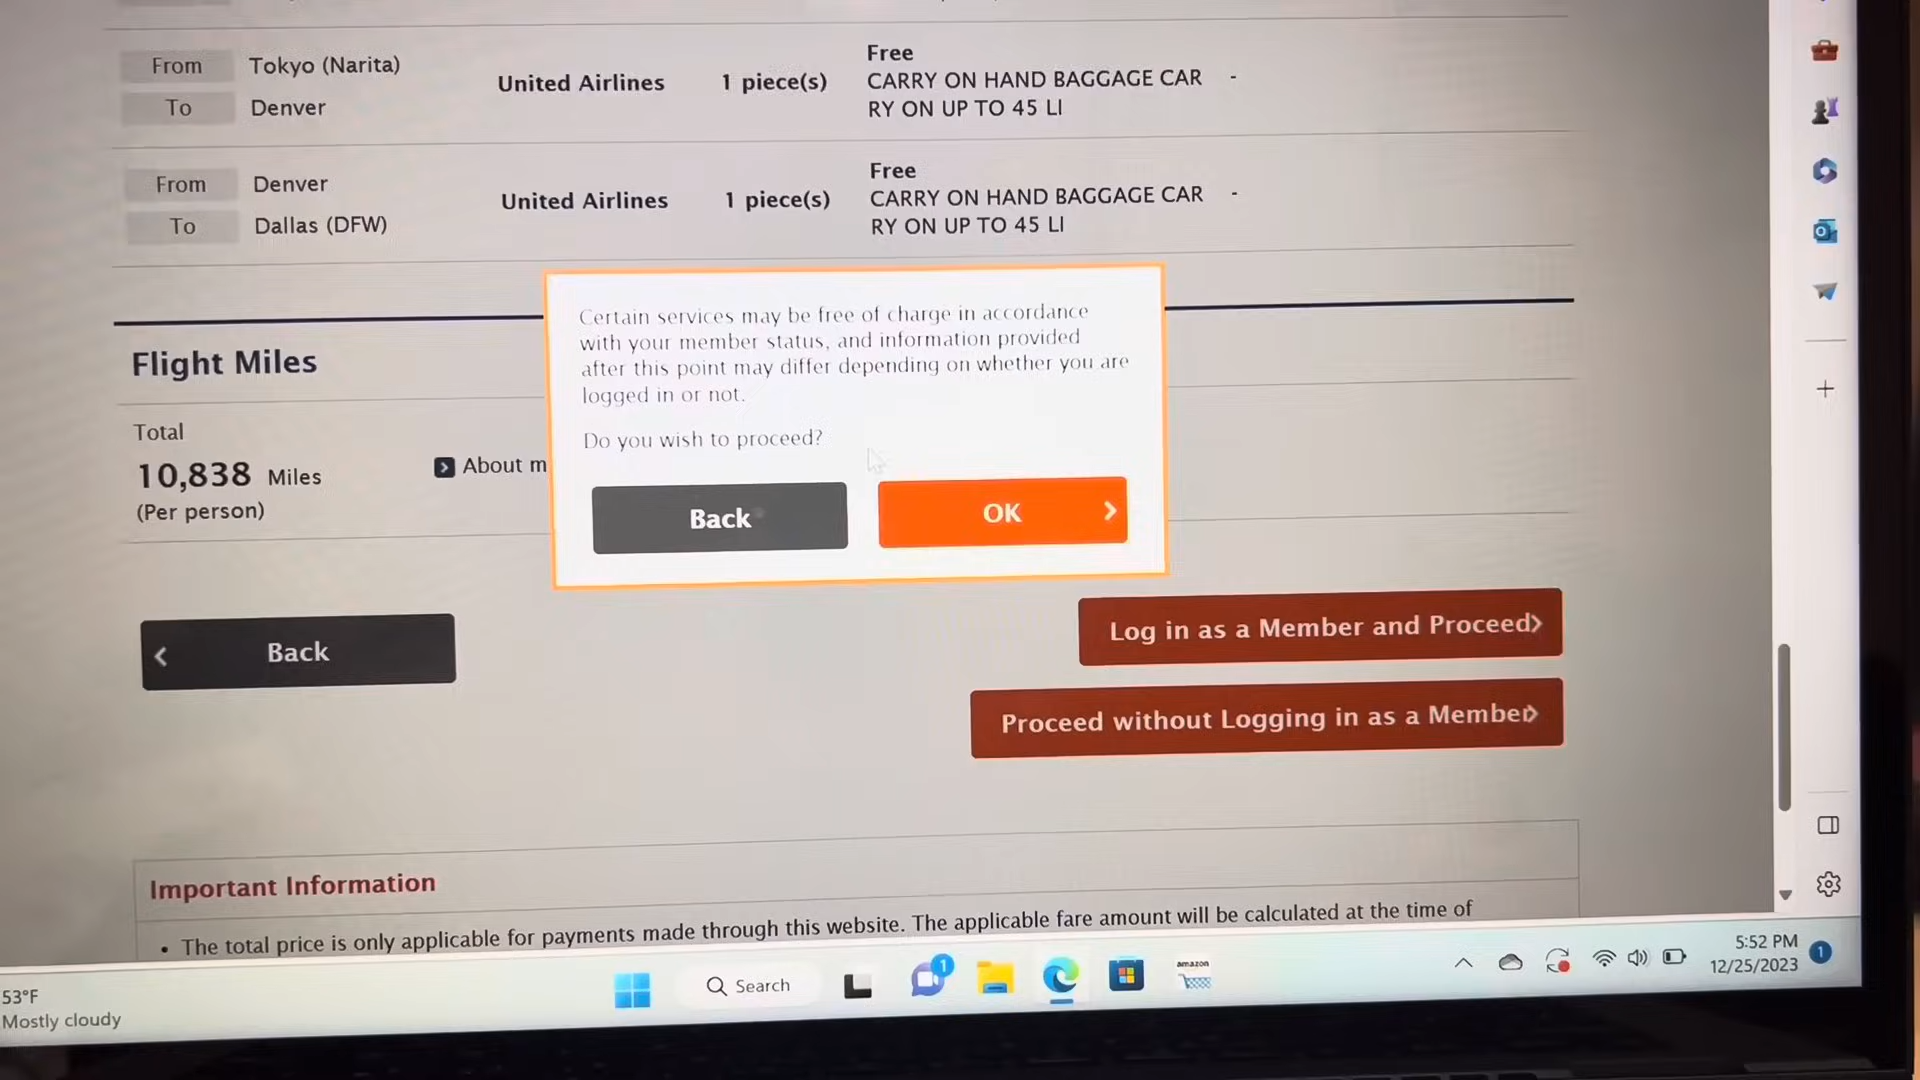 From Tokyo (Narita)
To Denver
United Airlines 1 piece(s)
Free
CARRY ON HAND BAGGAGE CAR -
RY ON UP TO 45 LI
From Denver
To Dallas (DFW)
United Airlines 1 piece(s)
Free
CARRY ON HAND BAGGAGE CAR -
RY ON UP TO 45 LI
Certain services may be free of charge in accordance
with your member status, and information provided
after this point may differ depending on whether you are
logged in or not.
Do you wish to proceed?
Back
OK
Flight Miles
Total
10,838 Miles
(Per person)
About m
Back
Log in as a Member and Proceed
Proceed without Logging in as a Member
Important Information
• The total price is only applicable for payments made through this website. The applicable fare amount will be calculated at the time of
53°F
Mostly cloudy
Search
1
amazon
5:52 PM
12/25/2023
1